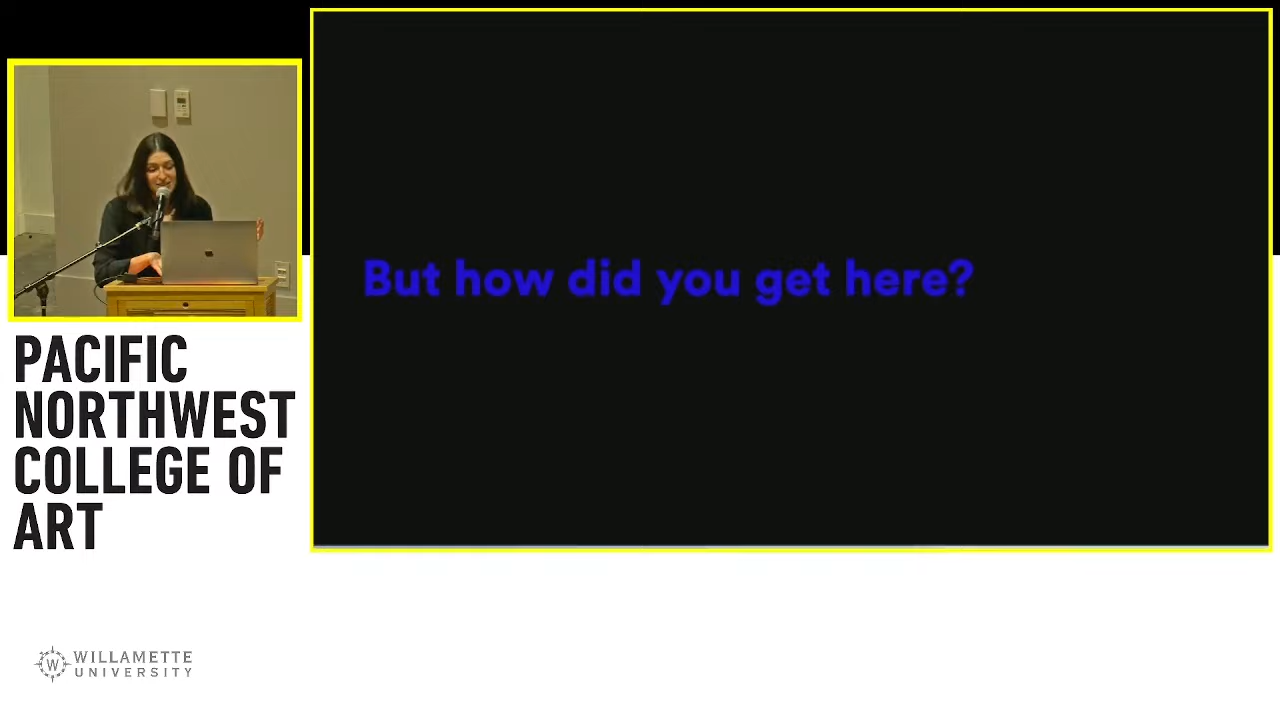 But how did you get here?
PACIFIC
NORTHWEST
COLLEGE OF
ART
W
WILLAMETTE
UNIVERSITY